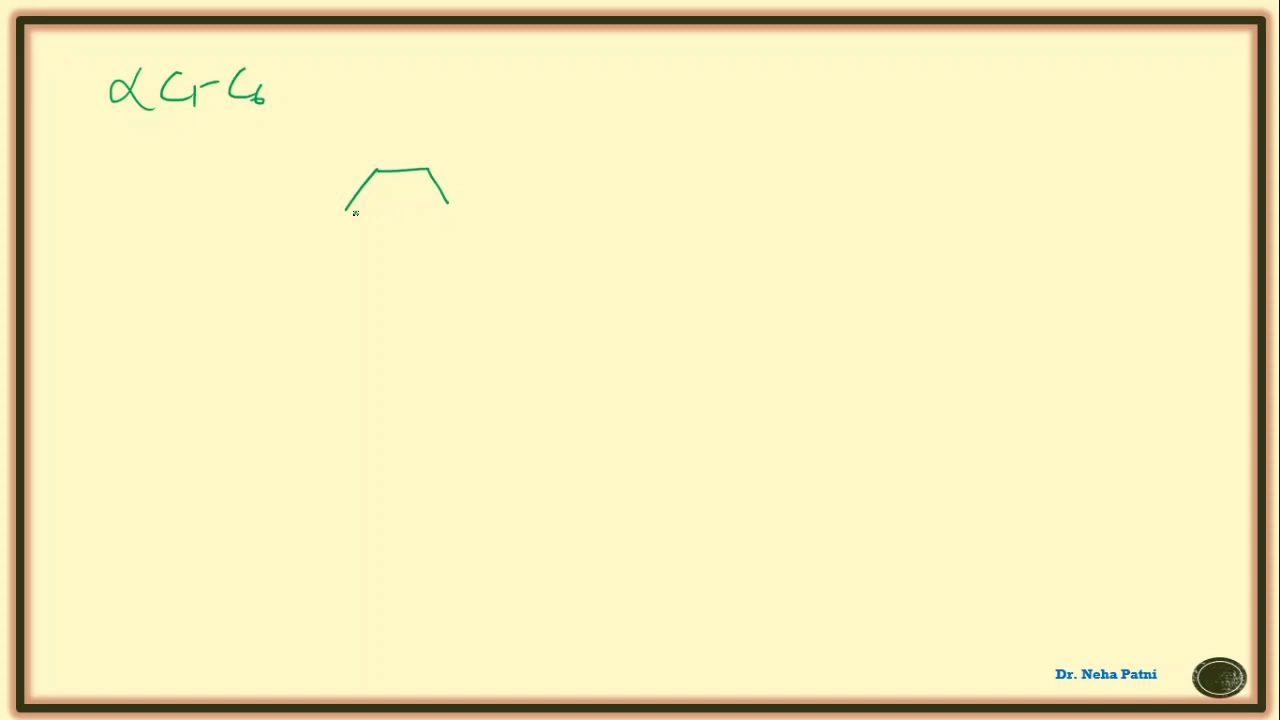 α C1-C6
Dr. Neha Patni